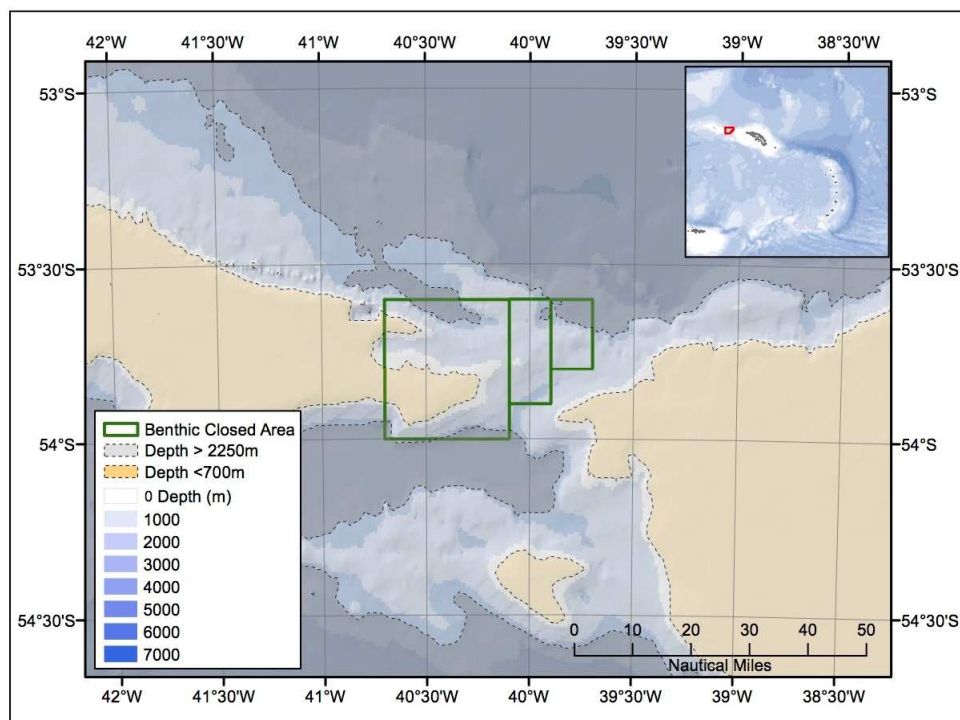 42°W 41°30'W 41°W 40°30'W 40°W 39°30'W 39°W 38°30'W
53°S 53°S
53°30'S 53°30'S
54°S 54°S
54°30'S 54°30'S
Benthic Closed Area
Depth > 2250m
Depth <700m
0 Depth (m)
1000
2000
3000
4000
5000
6000
7000
0 10 20 30 40 50
Nautical Miles
42°W 41°30'W 41°W 40°30'W 40°W 39°30'W 39°W 38°30'W